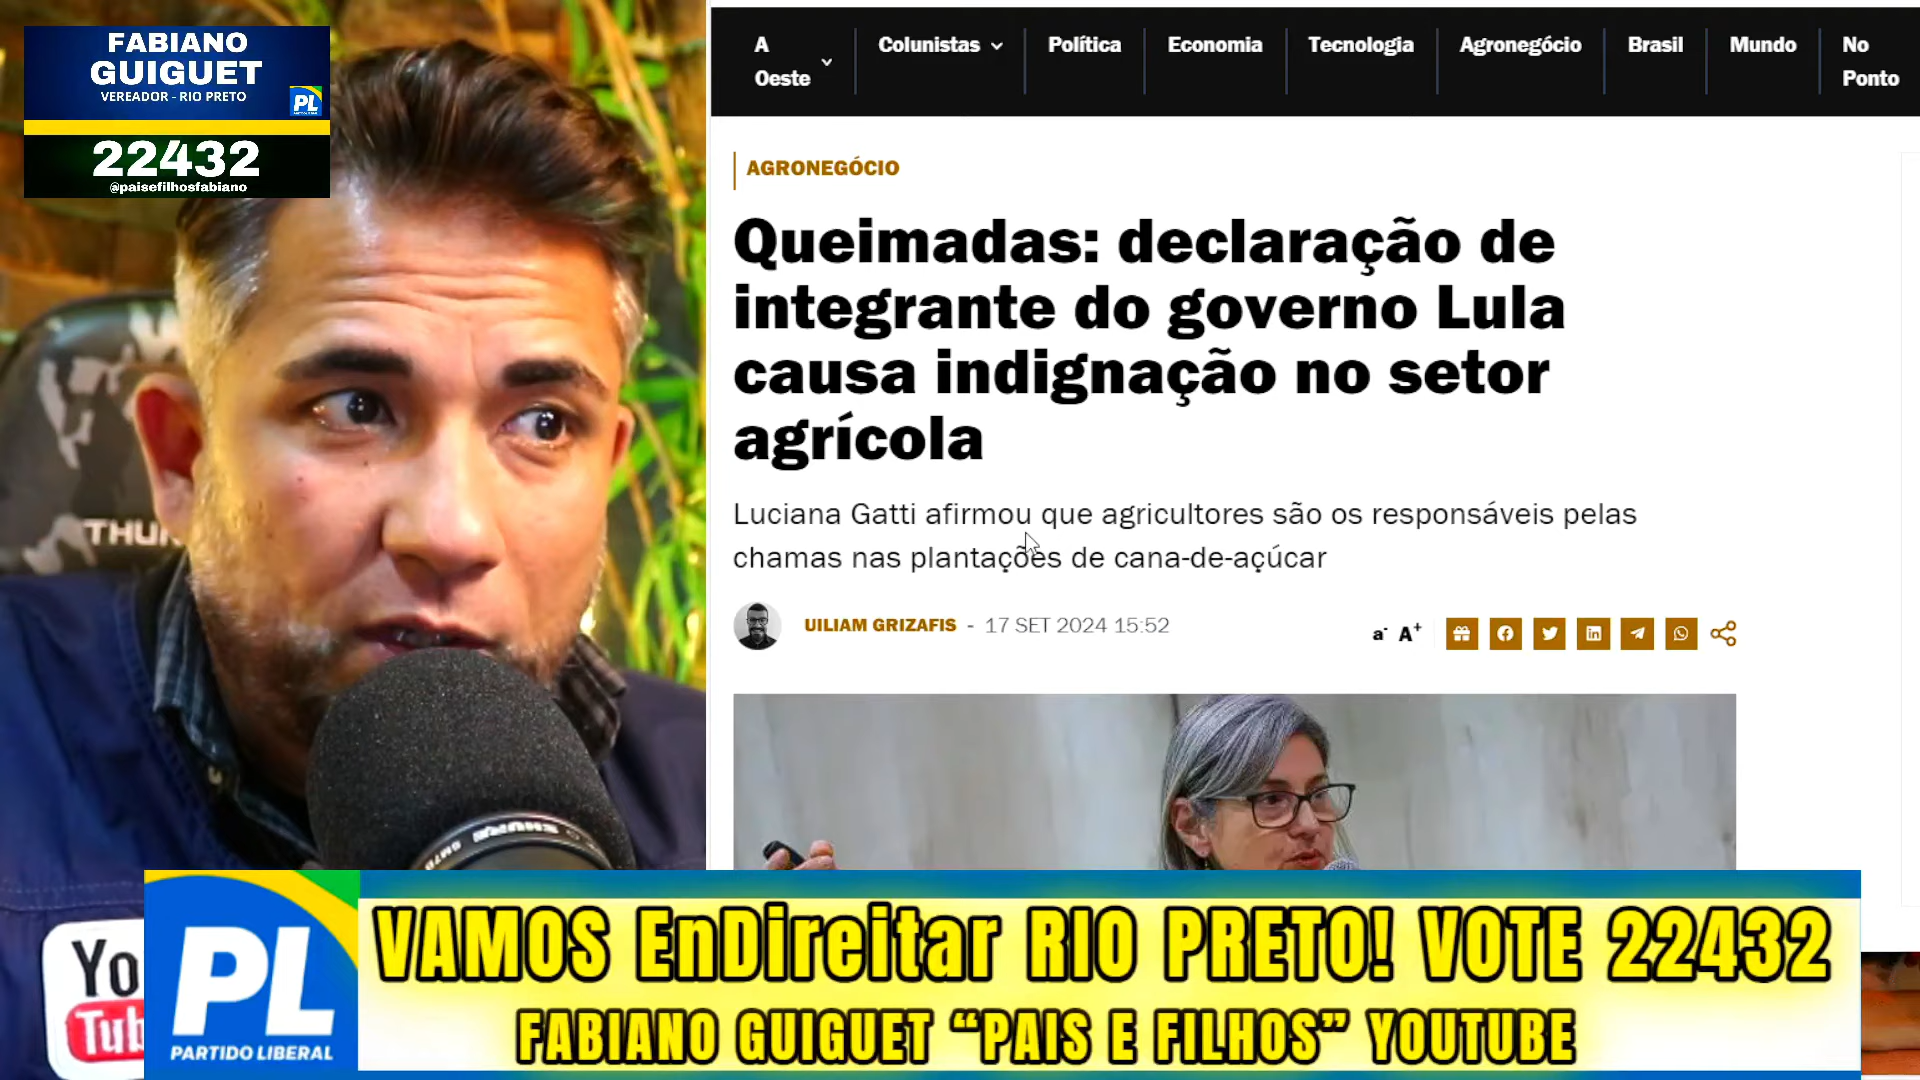 FABIANO
GUIGUET
VEREADOR - RIO PRETO
PL
22432
@paisefilhosfabiano
A Oeste
Colunistas
Política
Economia
Tecnologia
Agronegócio
Brasil
Mundo
No Ponto
AGRONEGÓCIO
Queimadas: declaração de
integrante do governo Lula
causa indignação no setor
agrícola
Luciana Gatti afirmou que agricultores são os responsáveis pelas
chamas nas plantações de cana-de-açúcar
UILIAM GRIZAFIS - 17 SET 2024 15:52
a- A+
THU
Yo
Tub
PL
PARTIDO LIBERAL
VAMOS EnDireitar RIO PRETO! VOTE 22432
FABIANO GUIGUET “PAIS E FILHOS” YOUTUBE